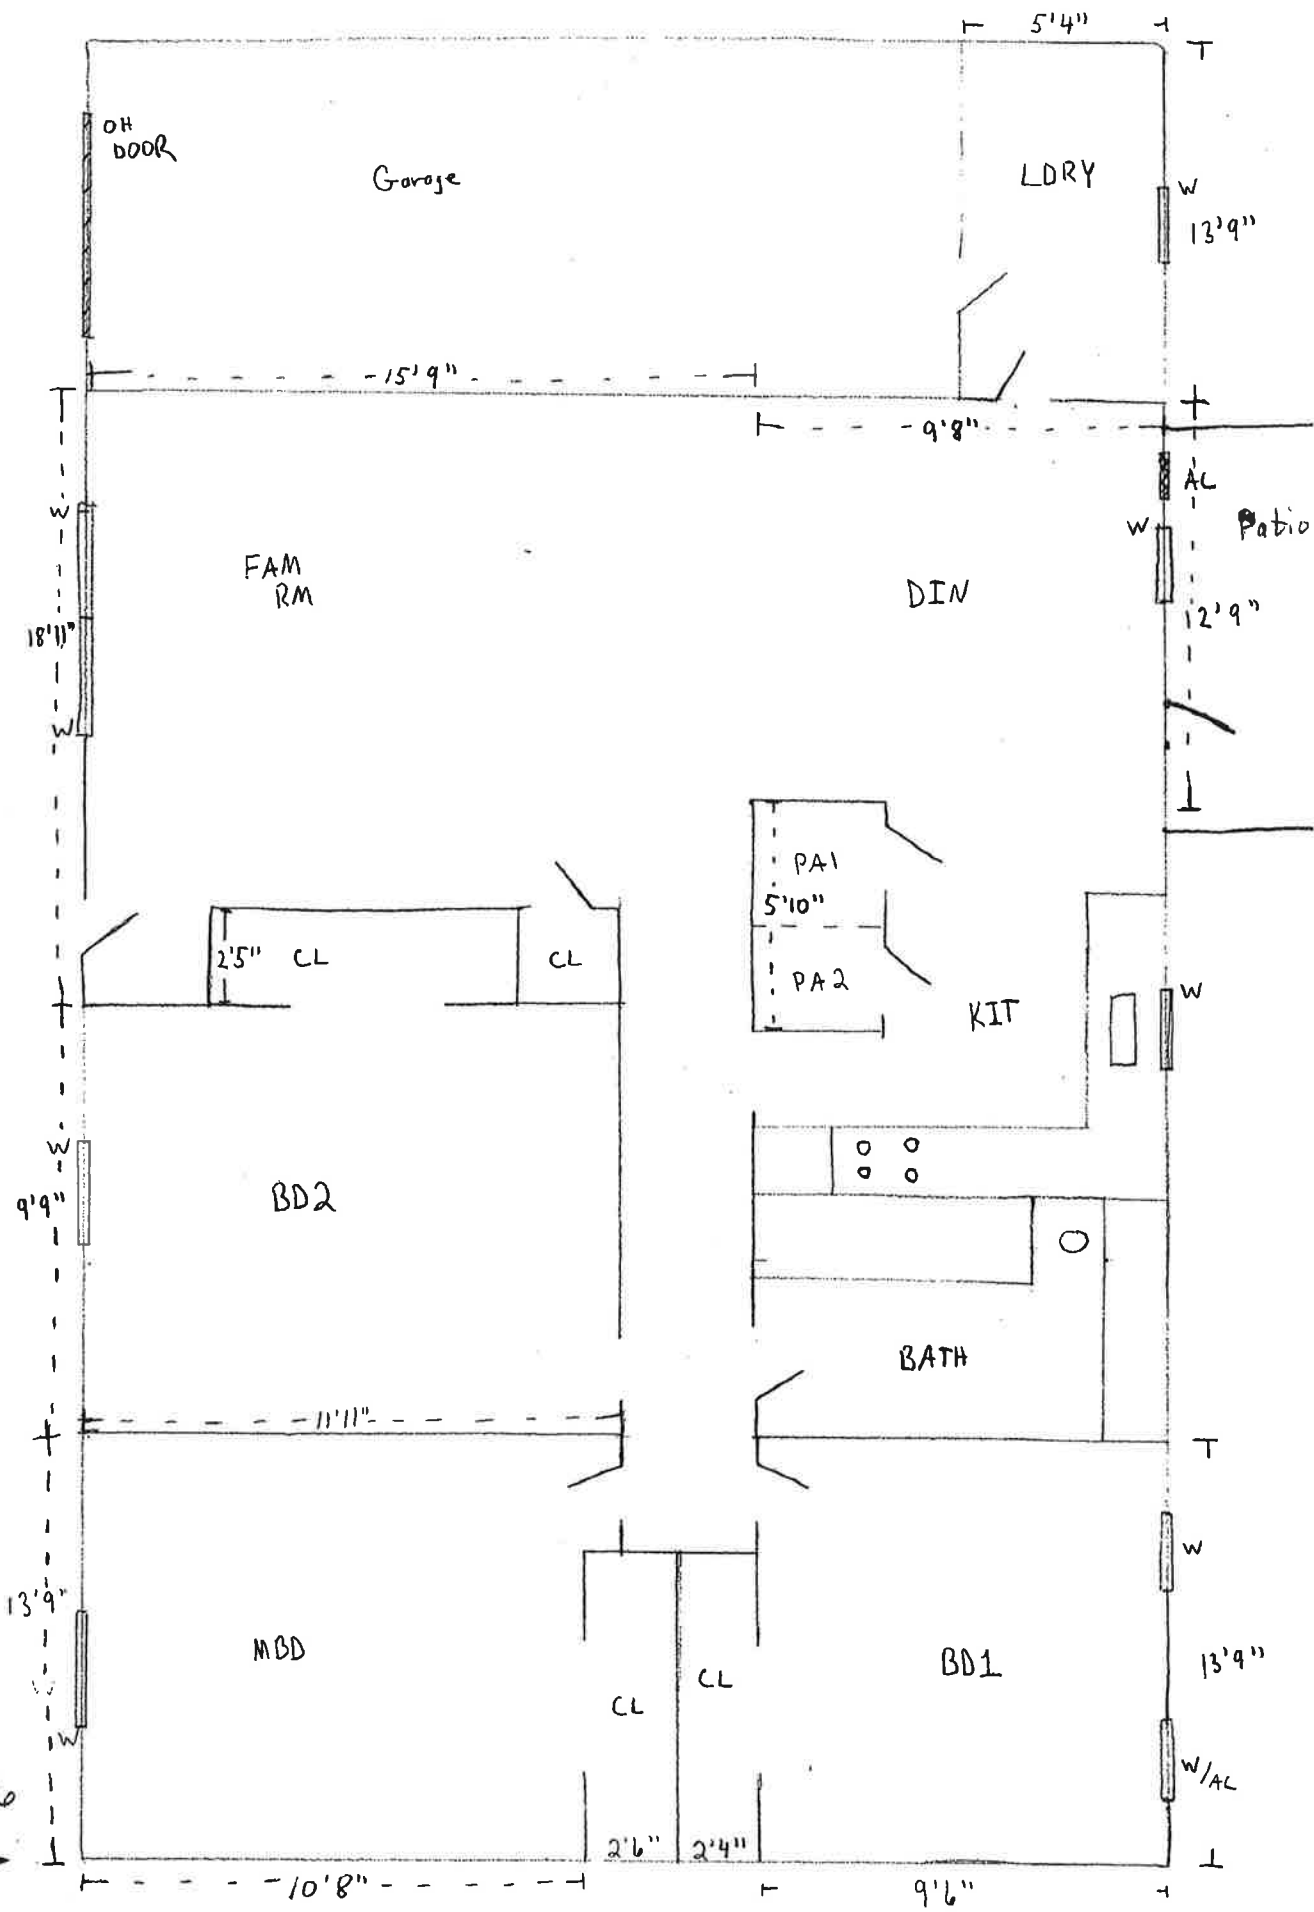 5'4"
OH
DOOR
Garage
LDRY
W
13'9"
15'9"
9'8"
AC
W
Patio
W
FAM
RM
DIN
12'9"
18'11"
W
PA1
5'10"
2'5"
CL
CL
PA2
KIT
W
W
9'9"
BD2
BATH
11'11"
W
13'9"
MBD
BD1
13'9"
CL
CL
W
W/AC
2'6"
2'4"
10'8"
9'6"